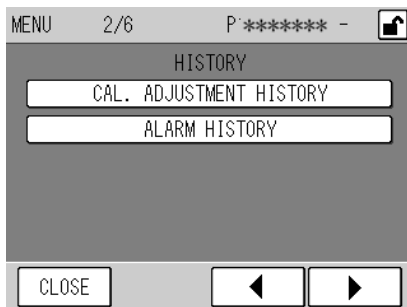 MENU 2/6 P ******* -
HISTORY
CAL. ADJUSTMENT HISTORY
ALARM HISTORY
CLOSE